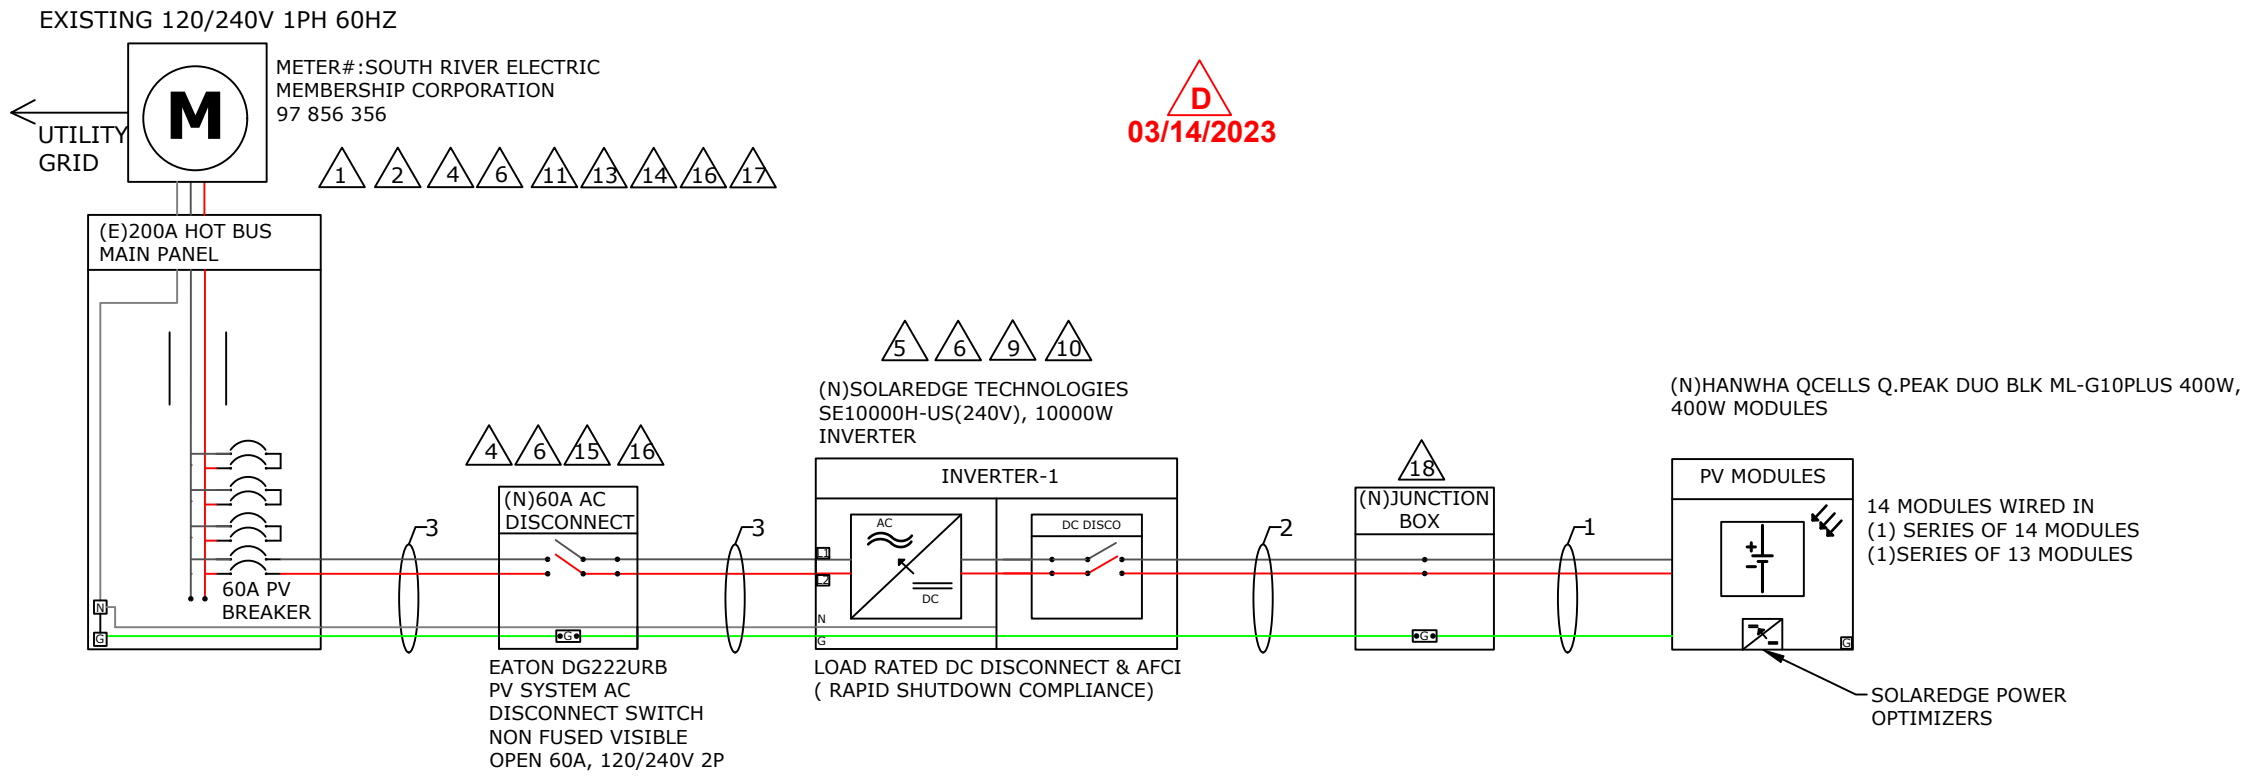 EXISTING 120/240V 1PH 60HZ
M
METER#:SOUTH RIVER ELECTRIC
MEMBERSHIP CORPORATION
97 856 356
UTILITY
GRID
D
03/14/2023
1 2 4 6 11 13 14 16 17
(E)200A HOT BUS
MAIN PANEL
60A PV
BREAKER
N
G
3
4 6 15 16
(N)60A AC
DISCONNECT
G
EATON DG222URB
PV SYSTEM AC
DISCONNECT SWITCH
NON FUSED VISIBLE
OPEN 60A, 120/240V 2P
3
5 6 9 10
(N)SOLAREDGE TECHNOLOGIES
SE10000H-US(240V), 10000W
INVERTER
INVERTER-1
AC
DC
DC DISCO
L1
L2
N
G
LOAD RATED DC DISCONNECT & AFCI
( RAPID SHUTDOWN COMPLIANCE)
2
18
(N)JUNCTION
BOX
G
1
(N)HANWHA QCELLS Q.PEAK DUO BLK ML-G10PLUS 400W,
400W MODULES
PV MODULES
G
14 MODULES WIRED IN
(1) SERIES OF 14 MODULES
(1)SERIES OF 13 MODULES
SOLAREDGE POWER
OPTIMIZERS